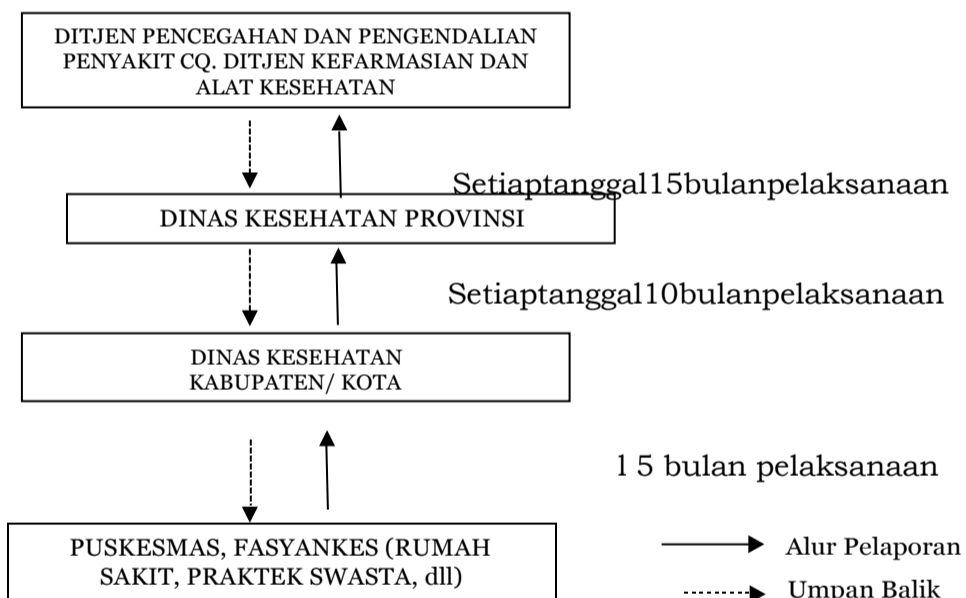 DITJEN PENCEGAHAN DAN PENGENDALIAN
PENYAKIT CQ. DITJEN KEFARMASIAN DAN
ALAT KESEHATAN
Setiaptanggal15bulanpelaksanaan
DINAS KESEHATAN PROVINSI
Setiaptanggal10bulanpelaksanaan
DINAS KESEHATAN
KABUPATEN/ KOTA
l 5 bulan pelaksanaan
PUSKESMAS, FASYANKES (RUMAH
SAKIT, PRAKTEK SWASTA, dll)
Alur Pelaporan
Umpan Balik